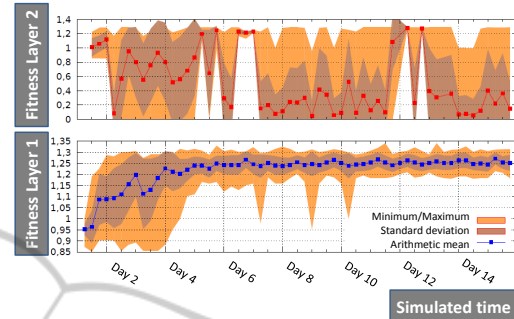 Fitness Layer 2
1,4
1,2
1
0,8
0,6
0,4
0,2
0
Fitness Layer 1
1,35
1,3
1,25
1,2
1,15
1,1
1,05
1
0,95
0,9
0,85
Minimum/Maximum
Standard deviation
Arithmetic mean
Day 2
Day 4
Day 6
Day 8
Day 10
Day 12
Day 14
Simulated time